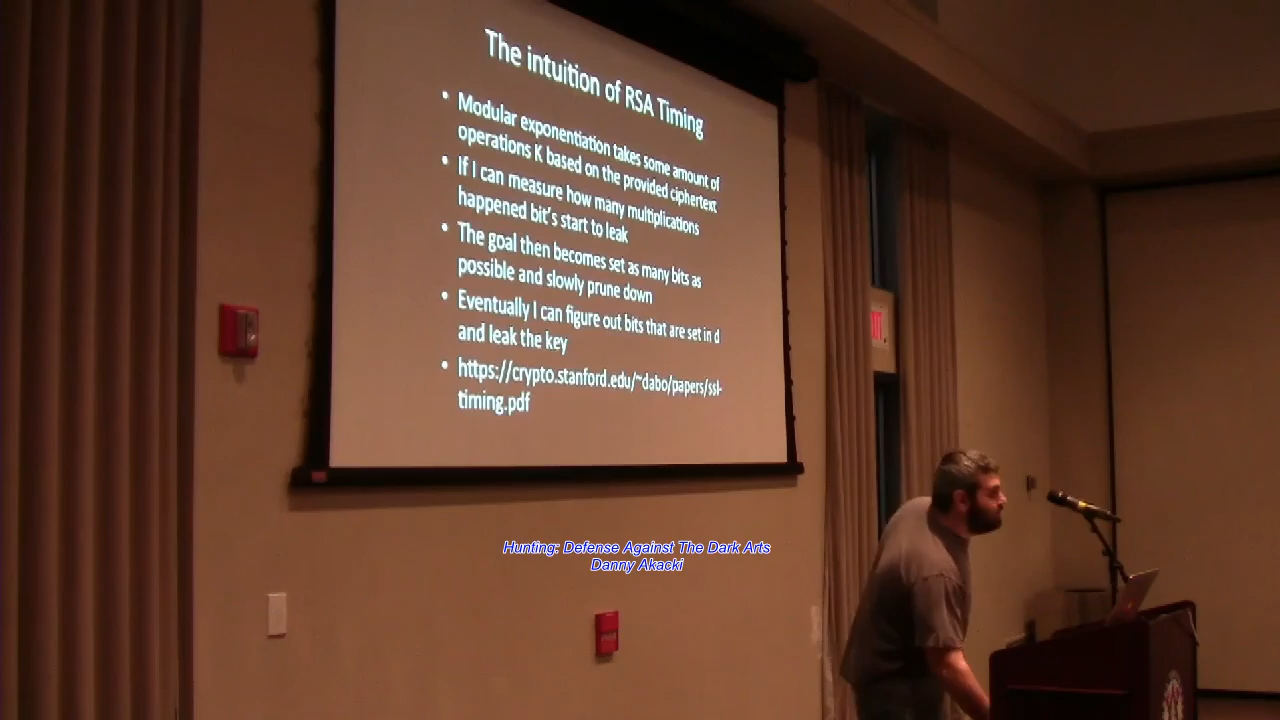 The intuition of RSA Timing
• Modular exponentiation takes some amount of
operations K based on the provided ciphertext
• If I can measure how many multiplications
happened bit's start to leak
• The goal then becomes set as many bits as
possible and slowly prune down
• Eventually I can figure out bits that are set in d
and leak the key
• https://crypto.stanford.edu/~dabo/papers/ssl-
timing.pdf
Hunting: Defense Against The Dark Arts
Danny Akacki